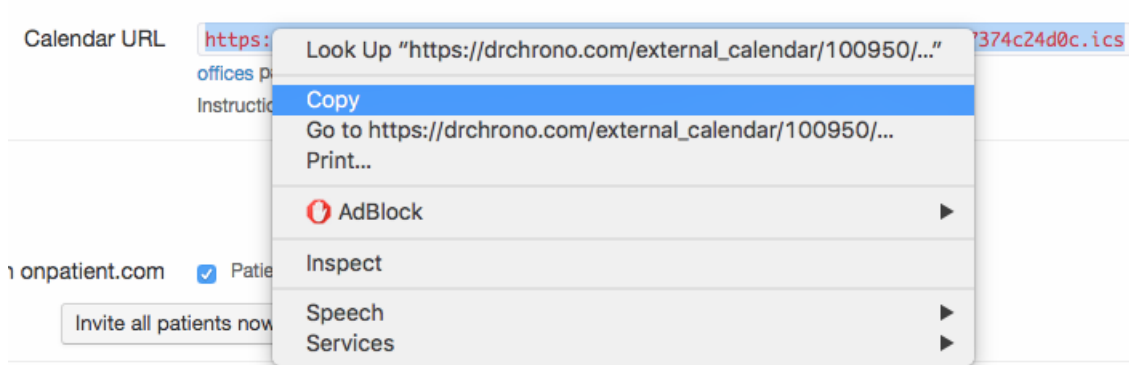 Calendar URL https: 7374c24d0c.ics
Look Up “https://drchrono.com/external_calendar/100950/...”
offices
Copy
Go to https://drchrono.com/external_calendar/100950/...
Print...
AdBlock
Inspect
onpatient.com
Invite all patients now
Speech
Services